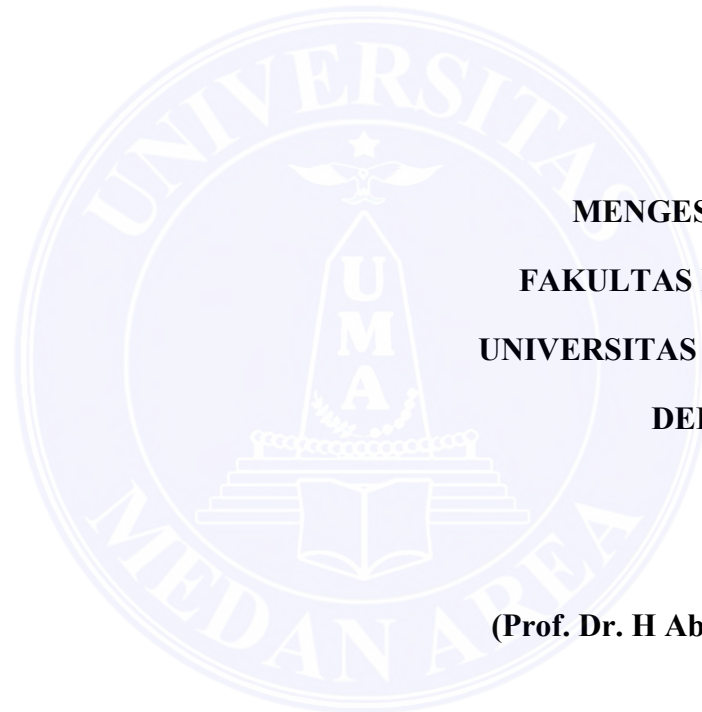 UNIVERSITAS
MENGES
FAKULTAS
UNIVERSITAS
DE
U
M
A
(Prof. Dr. H Ab
MEDAN AREA